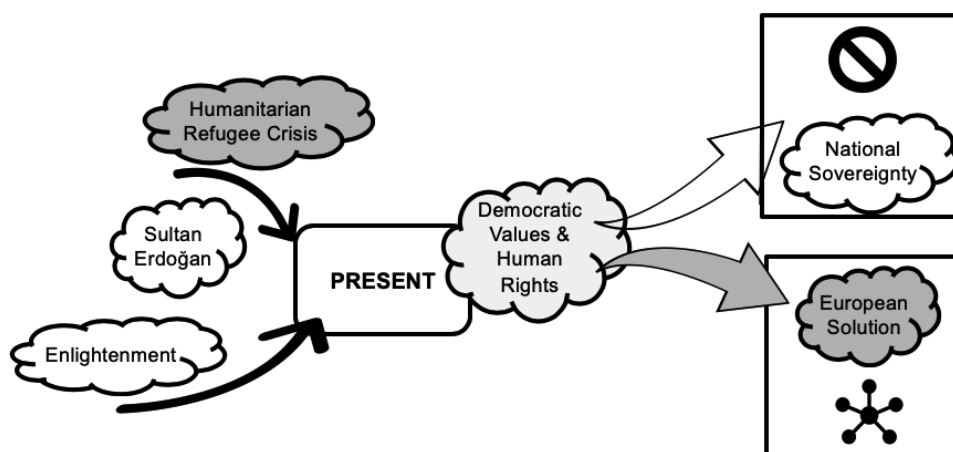 Humanitarian
Refugee Crisis
Sultan
Erdoğan
Enlightenment
PRESENT
Democratic
Values &
Human
Rights
National
Sovereignty
European
Solution